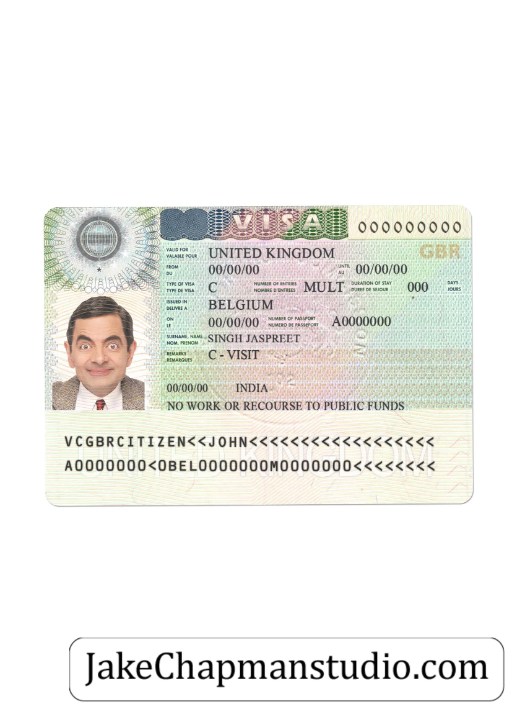 VISA 000000000
GBR
VALID FOR
VALABLE POUR UNITED KINGDOM
FROM
DU 00/00/00 UNTIL
AU 00/00/00
TYPE OF VISA
TYPE DE VISA C NUMBER OF ENTRIES
NOMBRE D'ENTREES MULT DURATION OF STAY
DUREE DE SEJOUR 000 DAYS
JOURS
ISSUED IN
DELIVRE A BELGIUM
ON
LE 00/00/00 NUMBER OF PASSPORT
NUMERO DE PASSEPORT A0000000
SURNAME, NAME
NOM, PRENOM SINGH JASPREET
REMARKS
REMARQUES C - VISIT
00/00/00 INDIA
NO WORK OR RECOURSE TO PUBLIC FUNDS
VCGBRCITIZEN<<JOHN<<<<<<<<<<<<<<<<<<
A0000000<0BEL0000000M0000000<<<<<<<<
UNITED KINGDOM
JakeChapmanstudio.com